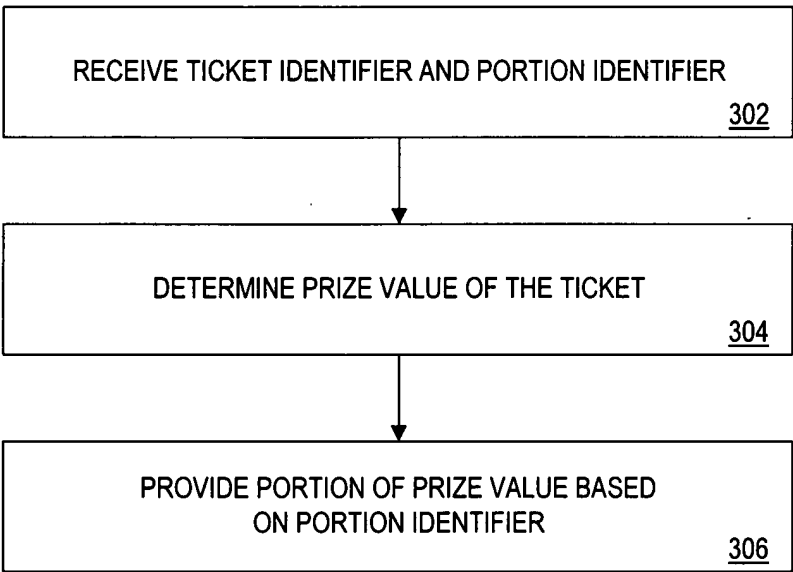 RECEIVE TICKET IDENTIFIER AND PORTION IDENTIFIER
302
DETERMINE PRIZE VALUE OF THE TICKET
304
PROVIDE PORTION OF PRIZE VALUE BASED
ON PORTION IDENTIFIER
306